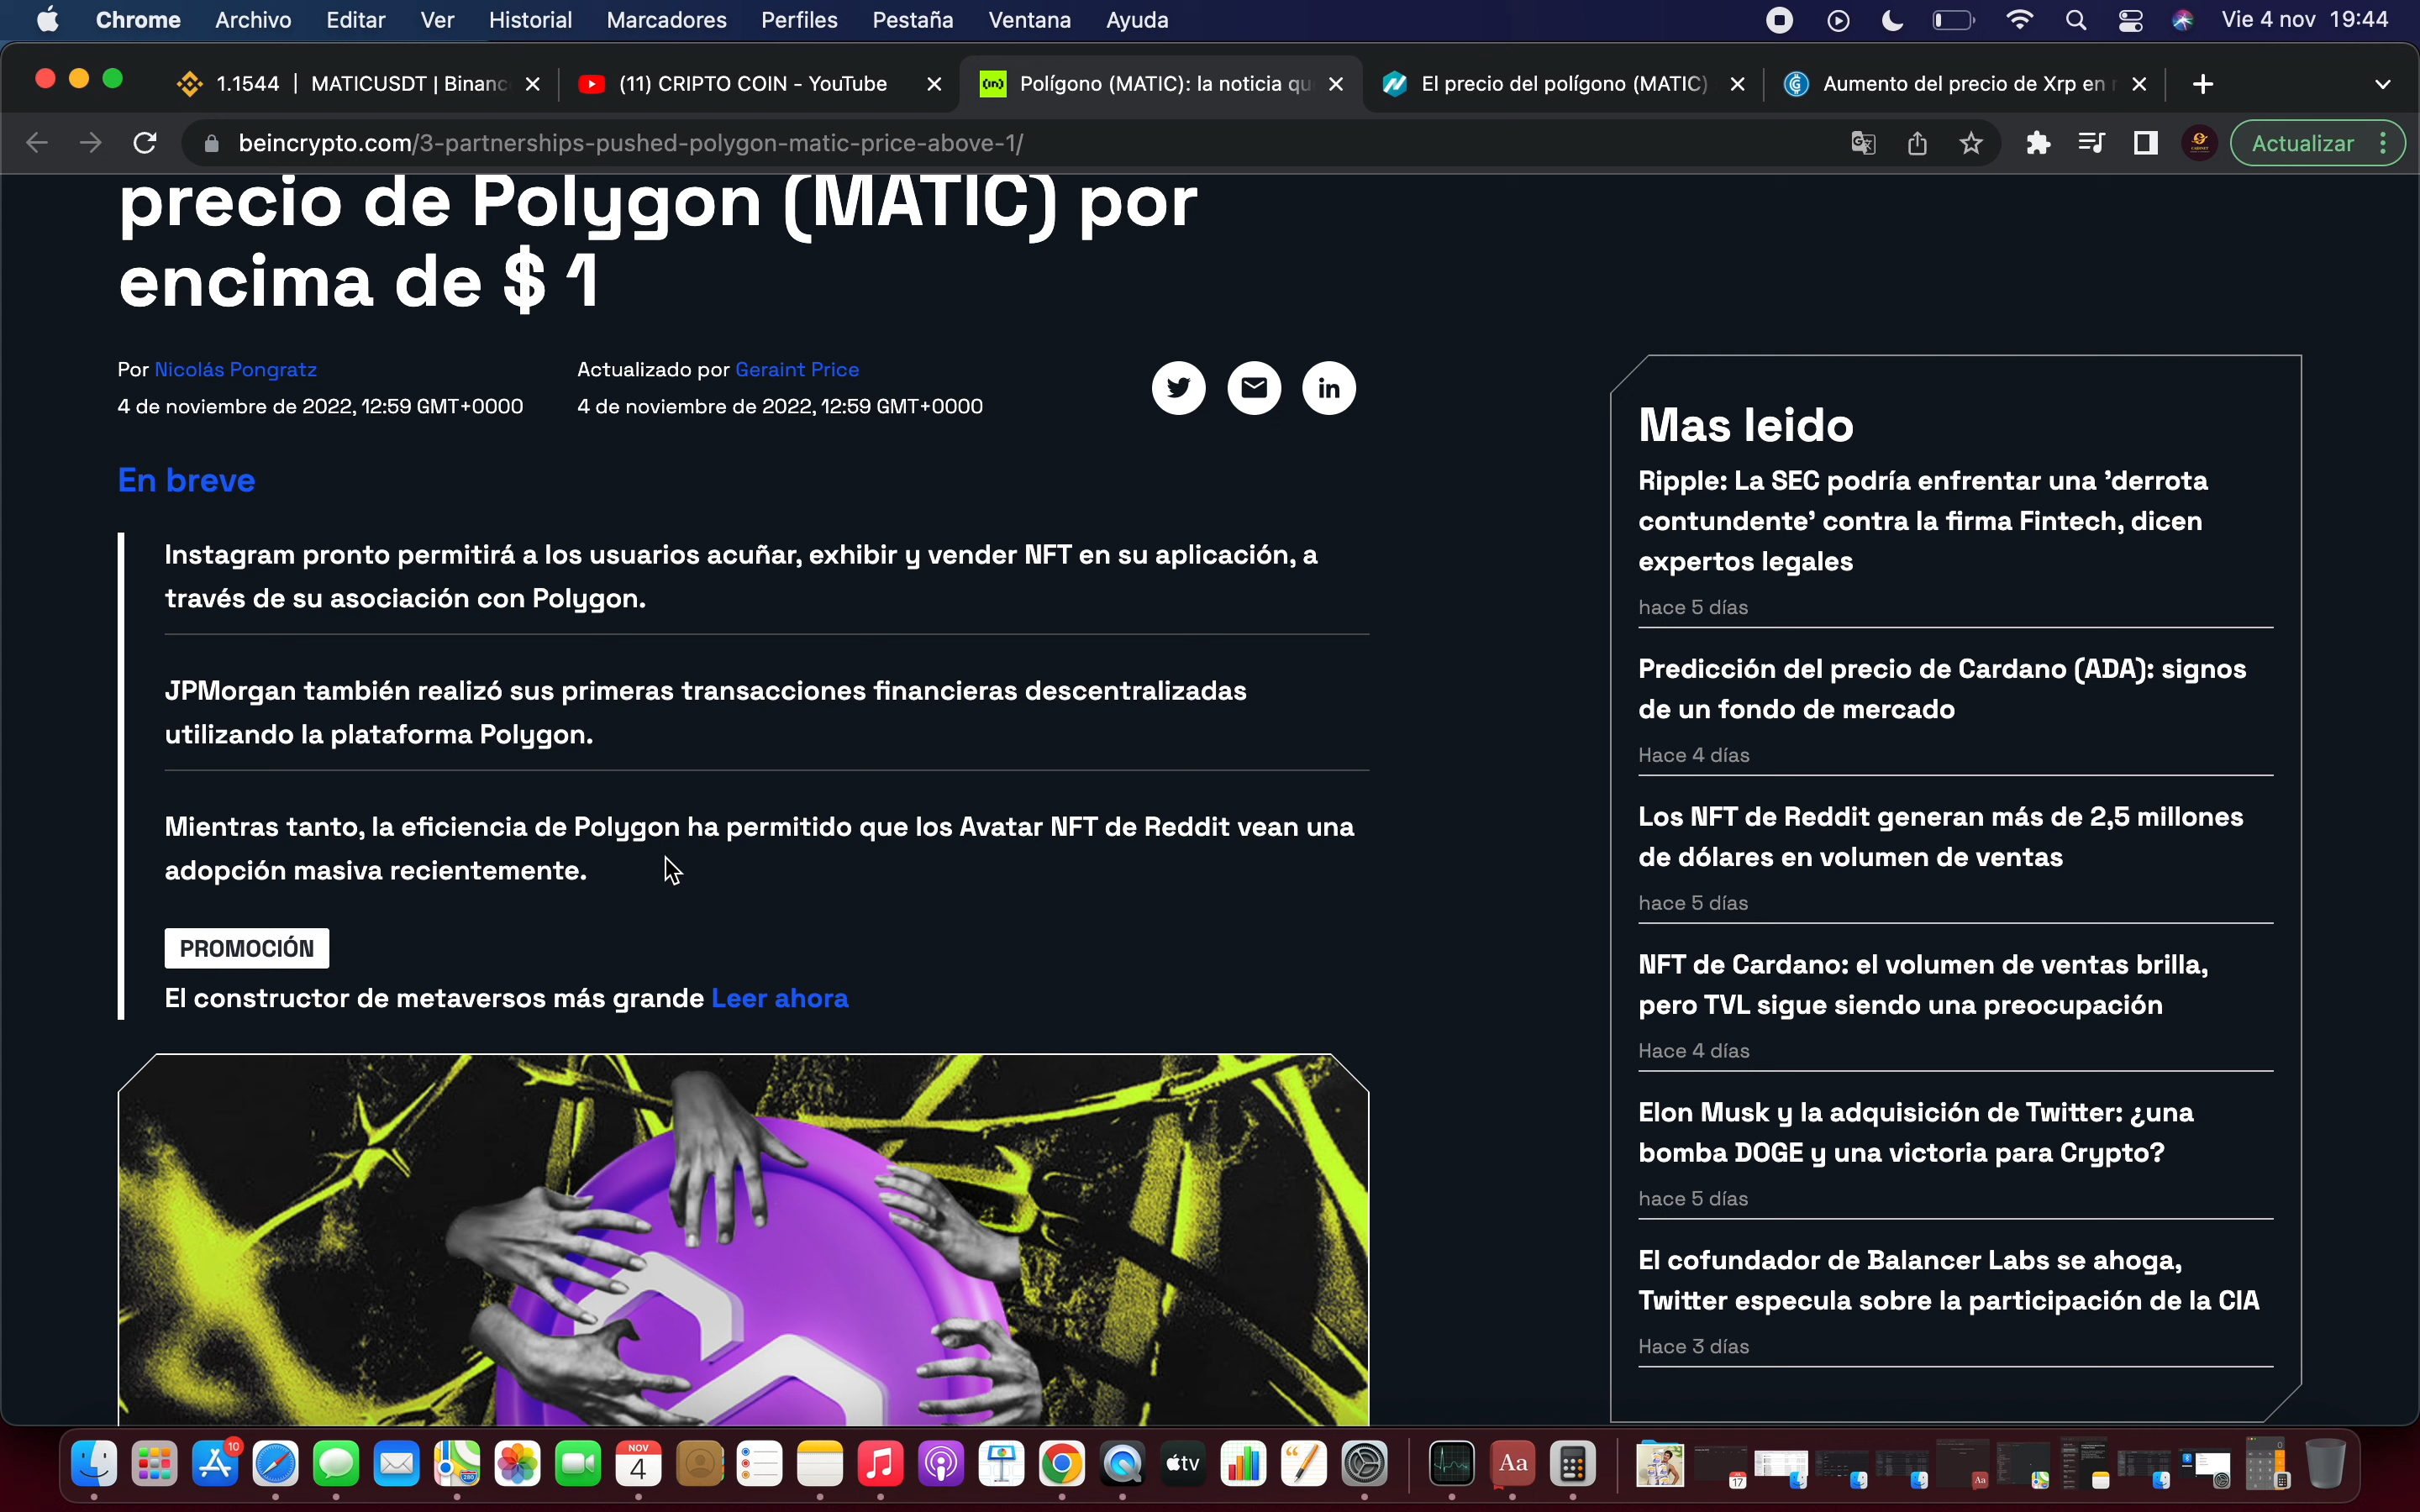 Chrome Archivo Editar Ver Historial Marcadores Perfiles Pestaña Ventana Ayuda Vie 4 nov 19:44
1.1544 | MATICUSDT | Binanc (11) CRIPTO COIN - YouTube Polígono (MATIC): la noticia qu El precio del polígono (MATIC) Aumento del precio de Xrp en
beincrypto.com/3-partnerships-pushed-polygon-matic-price-above-1/ Actualizar
precio de Polygon (MATIC) por
encima de $ 1
Por Nicolás Pongratz
4 de noviembre de 2022, 12:59 GMT+0000
Actualizado por Geraint Price
4 de noviembre de 2022, 12:59 GMT+0000
in
En breve
Instagram pronto permitirá a los usuarios acuñar, exhibir y vender NFT en su aplicación, a
través de su asociación con Polygon.
JPMorgan también realizó sus primeras transacciones financieras descentralizadas
utilizando la plataforma Polygon.
Mientras tanto, la eficiencia de Polygon ha permitido que los Avatar NFT de Reddit vean una
adopción masiva recientemente.
PROMOCIÓN
El constructor de metaversos más grande Leer ahora
Mas leido
Ripple: La SEC podría enfrentar una 'derrota
contundente' contra la firma Fintech, dicen
expertos legales
hace 5 días
Predicción del precio de Cardano (ADA): signos
de un fondo de mercado
Hace 4 días
Los NFT de Reddit generan más de 2,5 millones
de dólares en volumen de ventas
hace 5 días
NFT de Cardano: el volumen de ventas brilla,
pero TVL sigue siendo una preocupación
Hace 4 días
Elon Musk y la adquisición de Twitter: ¿una
bomba DOGE y una victoria para Crypto?
hace 5 días
El cofundador de Balancer Labs se ahoga,
Twitter especula sobre la participación de la CIA
Hace 3 días
10
NOV
4
tv
Aa
17